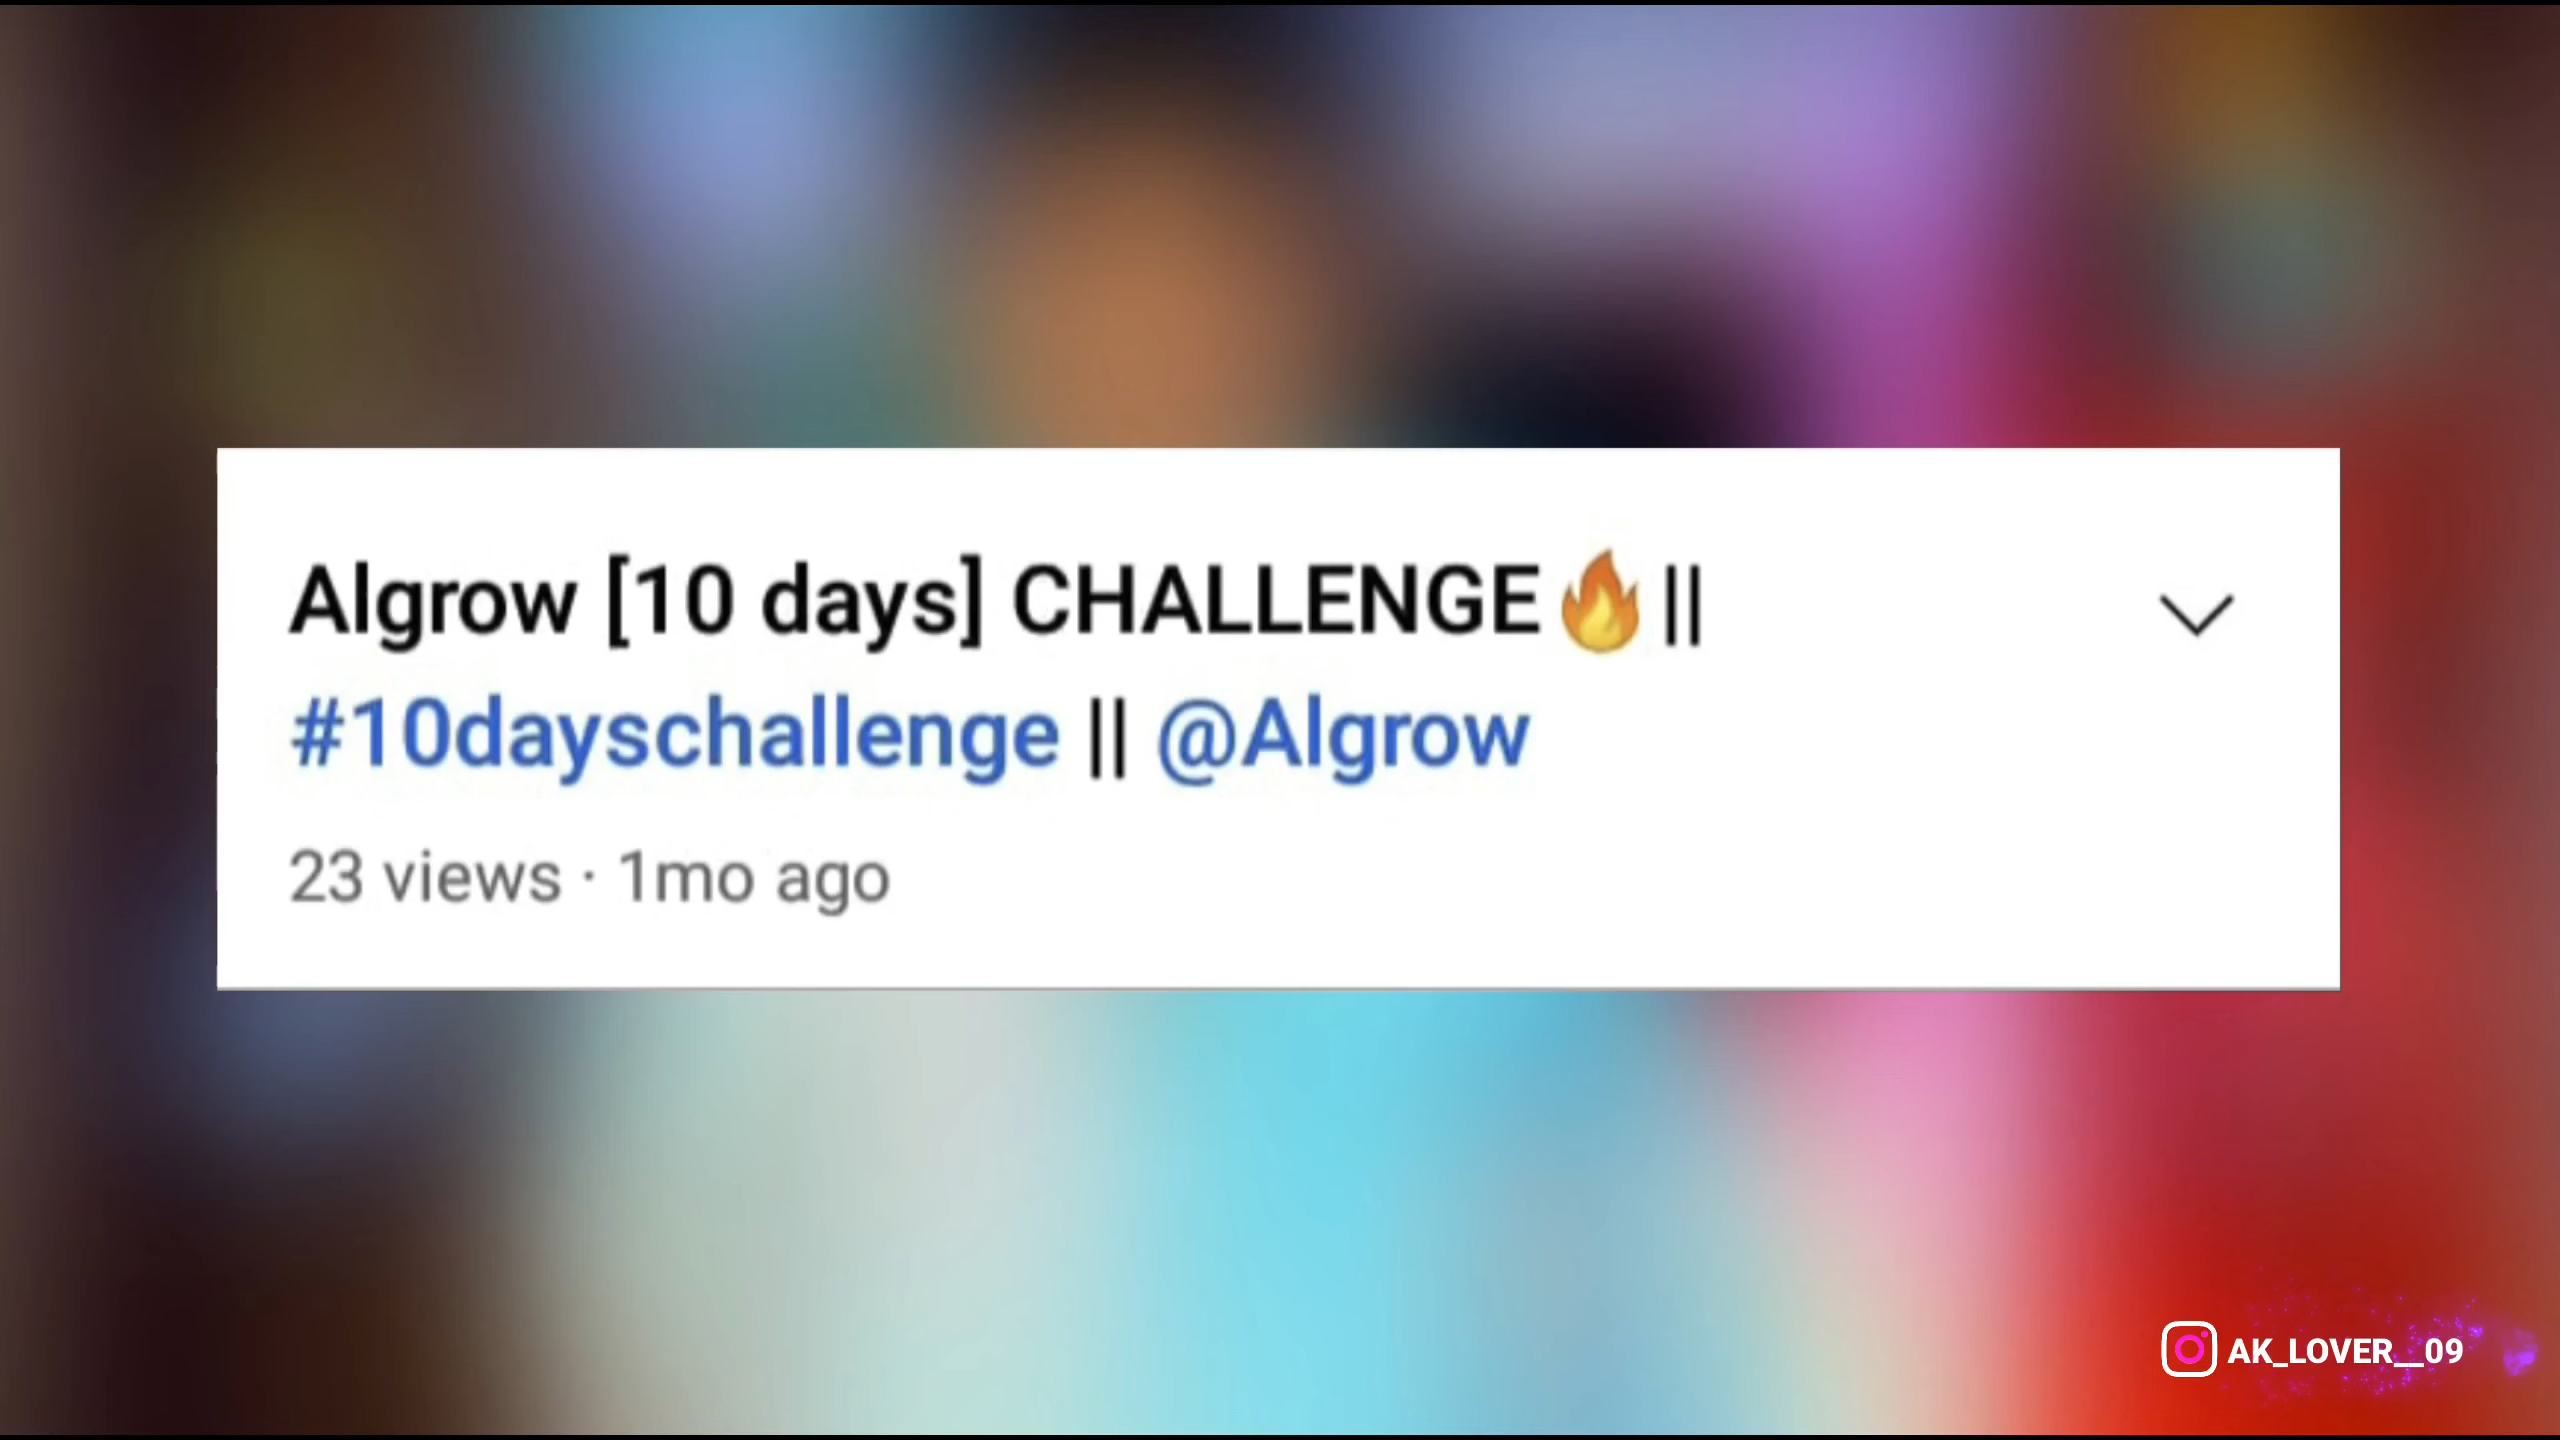 Algrow [10 days] CHALLENGE🔥||
#10dayschallenge || @Algrow
23 views · 1mo ago
AK_LOVER__09